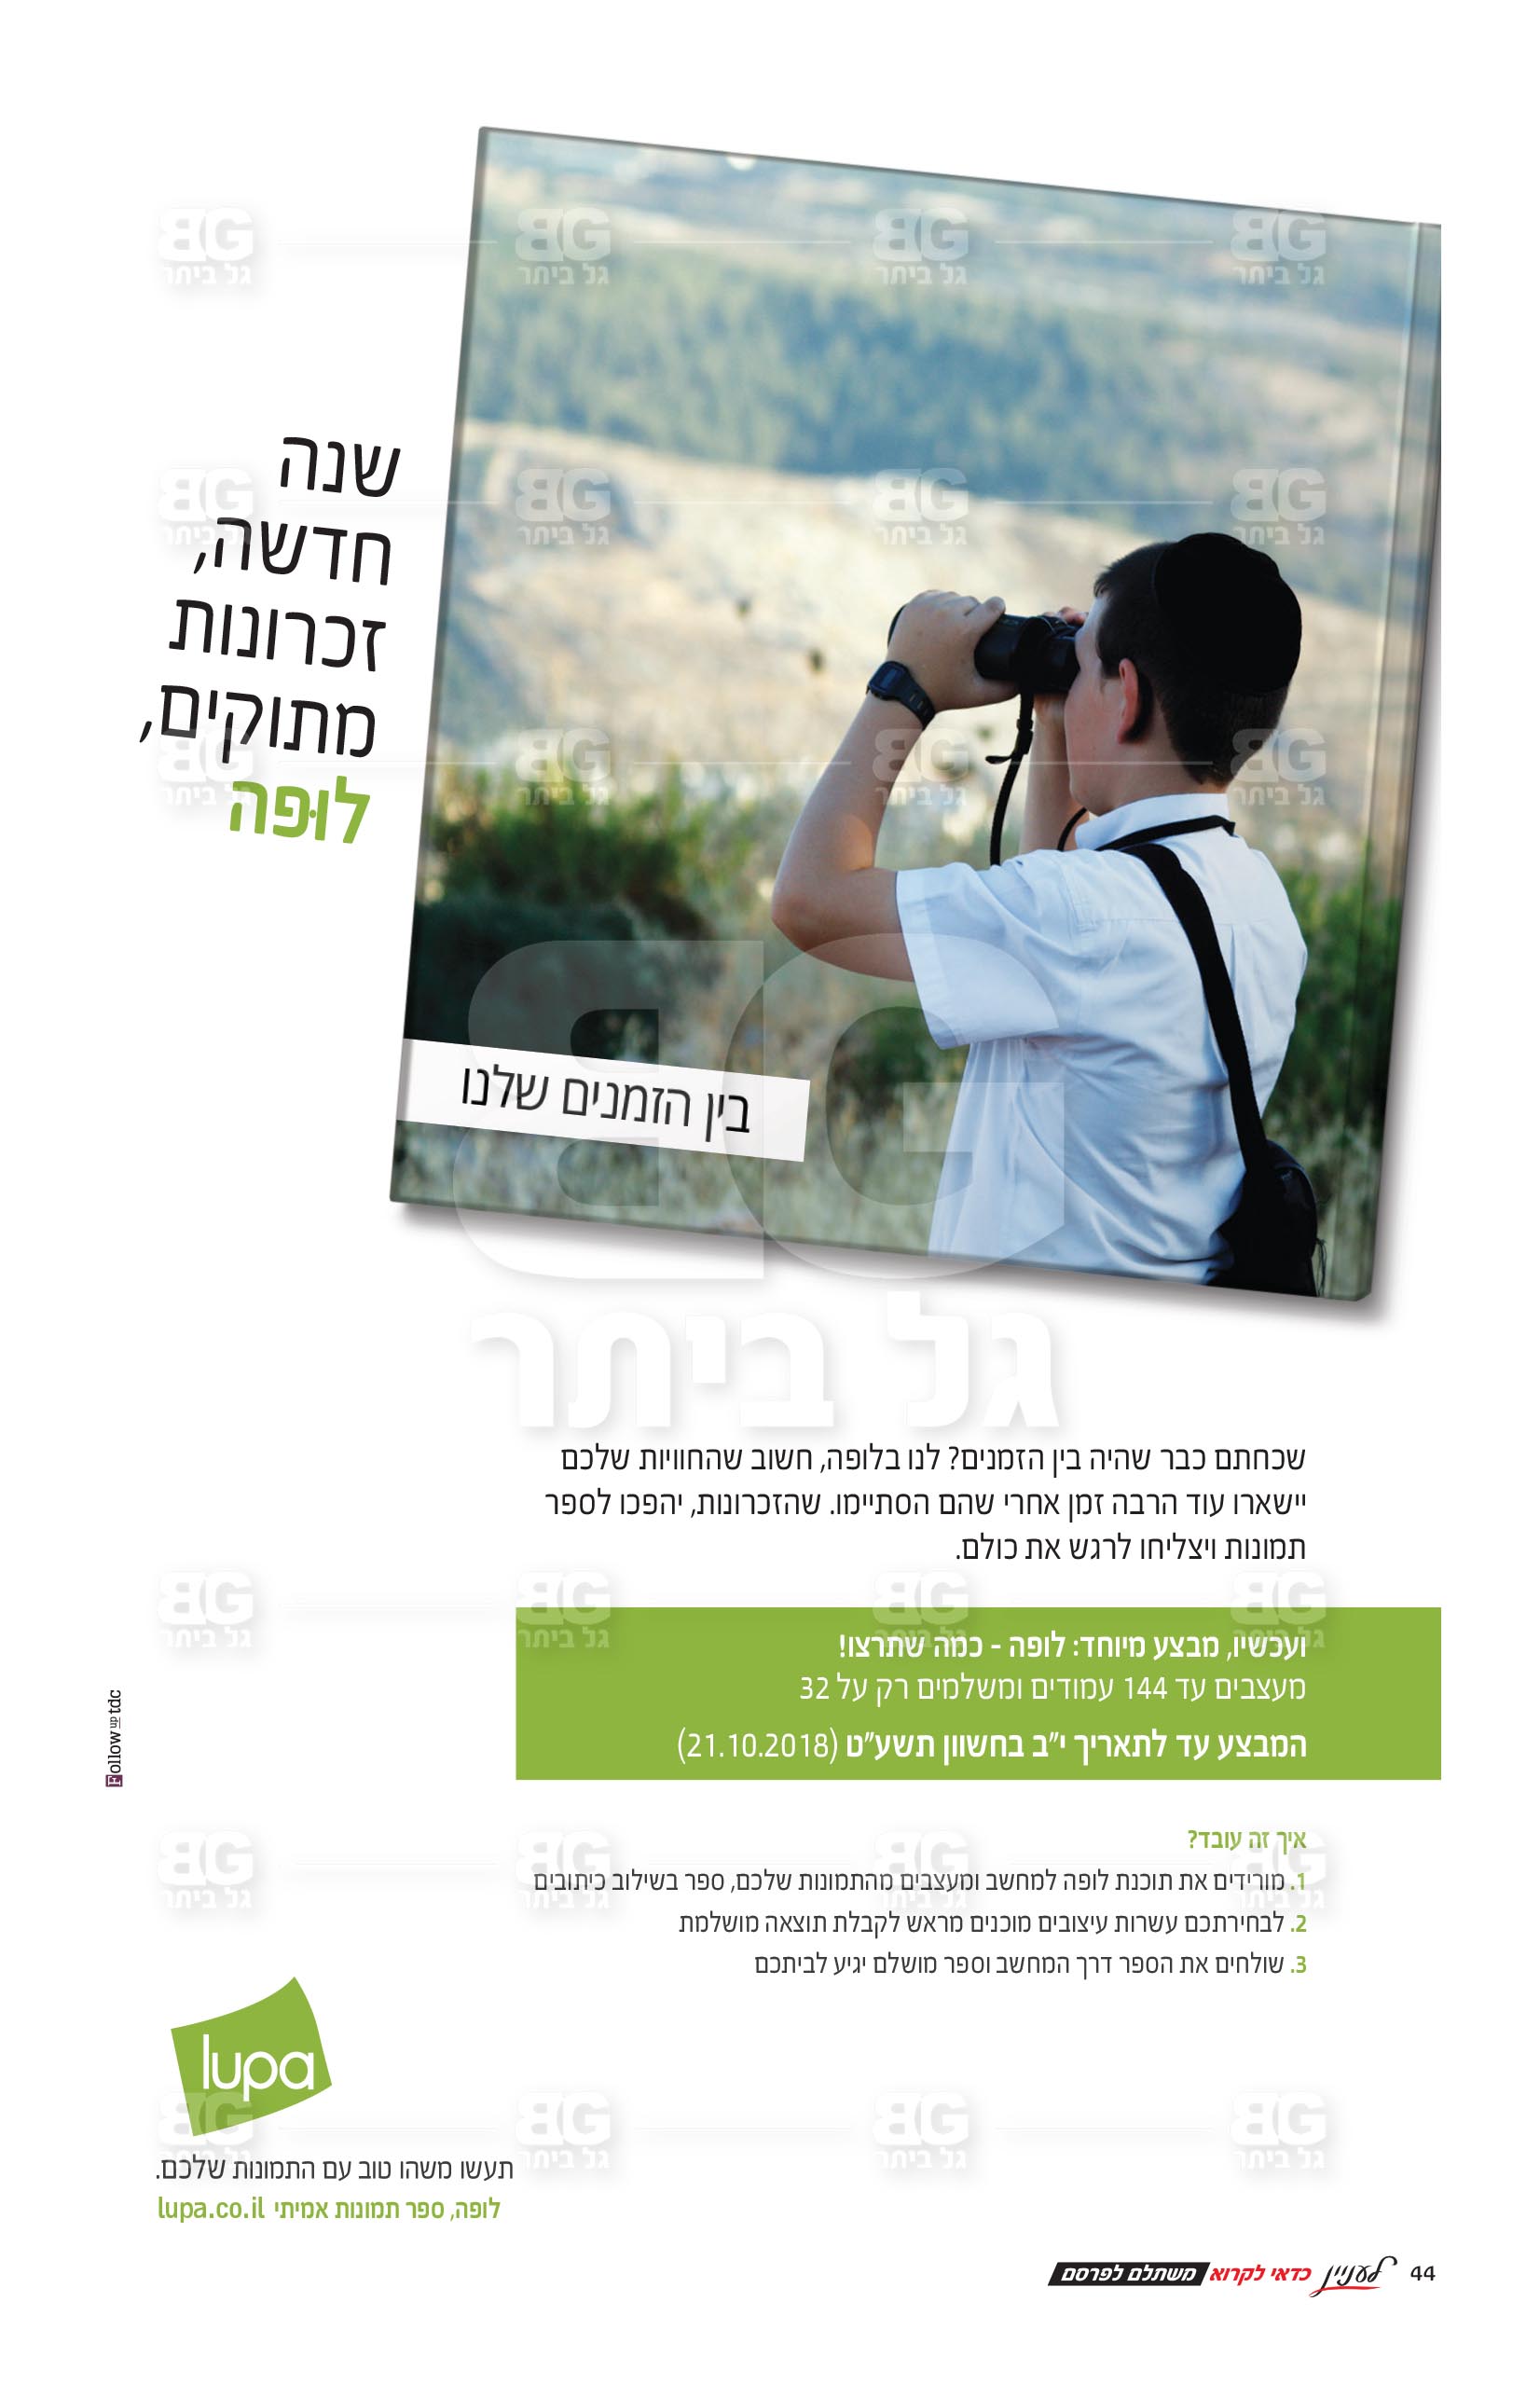 שנה
חדשה,
זכרונות
מתוקים,
לופה
בין הזמנים שלנו
גל ביתר
שכחתם כבר שהיה בין הזמנים? לנו בלופה, חשוב שהחוויות שלכם
יישארו עוד הרבה זמן אחרי שהם הסתיימו. שהזכרונות, יהפכו לספר
תמונות ויצליחו לרגש את כולם.
ועכשיו, מבצע מיוחד: לופה - כמה שתרצו!
מעצבים עד 144 עמודים ומשלמים רק על 32
המבצע עד לתאריך י"ב בחשוון תשע"ט (21.10.2018)
איך זה עובד?
1. מורידים את תוכנת לופה למחשב ומעצבים מהתמונות שלכם, ספר בשילוב כיתובים
2. לבחירתכם עשרות עיצובים מוכנים מראש לקבלת תוצאה מושלמת
3. שולחים את הספר דרך המחשב וספר מושלם יגיע לביתכם
Follow up tdc
lupa
תעשו משהו טוב עם התמונות שלכם.
לופה, ספר תמונות אמיתי lupa.co.il
44 לעניין כדאי לקרוא משתלם לפרסם